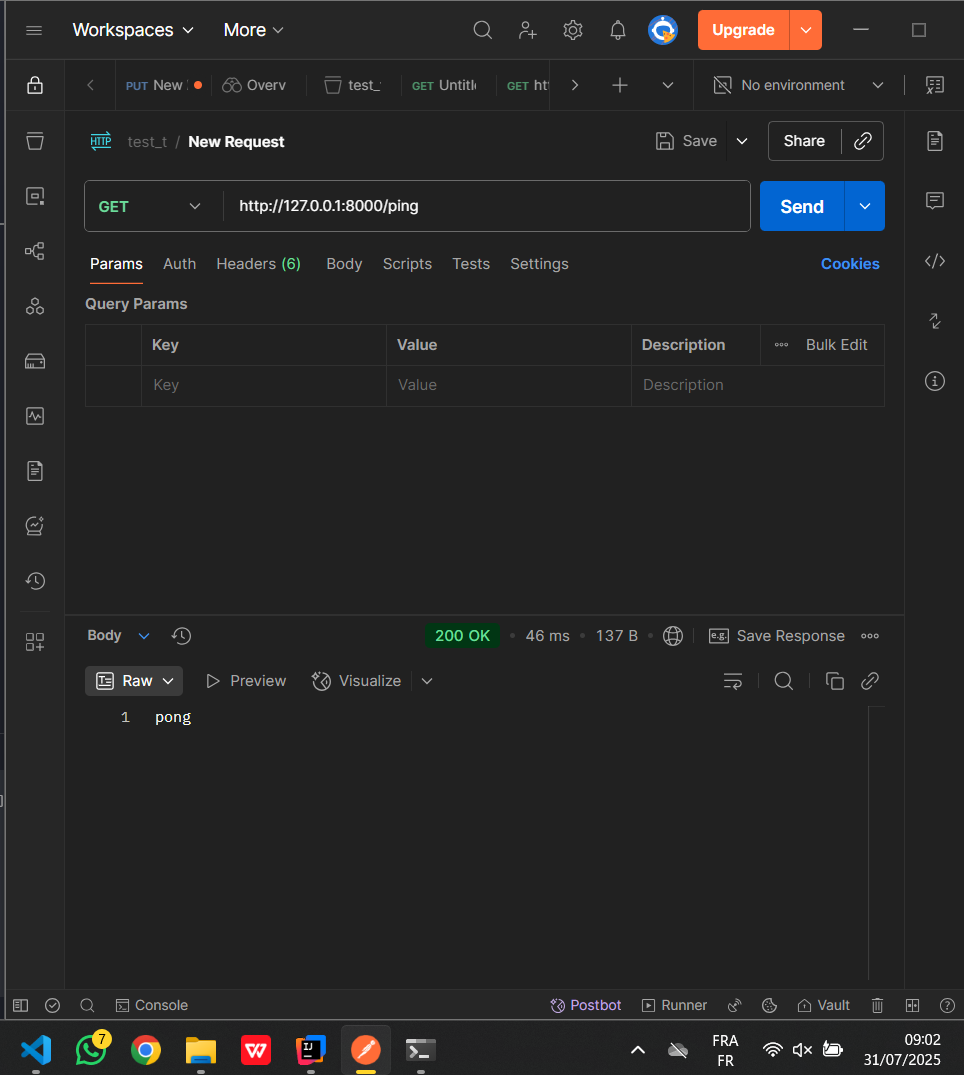 Workspaces More Upgrade
PUT New Overv test_ GET Untitl GET ht No environment
HTTP test_t / New Request Save Share
GET http://127.0.0.1:8000/ping Send
Params Auth Headers (6) Body Scripts Tests Settings Cookies
Query Params
Key Value Description Bulk Edit
Key Value Description
Body 200 OK 46 ms 137 B e.g. Save Response
Raw Preview Visualize
1 pong
Console Postbot Runner Vault
7 W IJ FRA 09:02
FR 31/07/2025